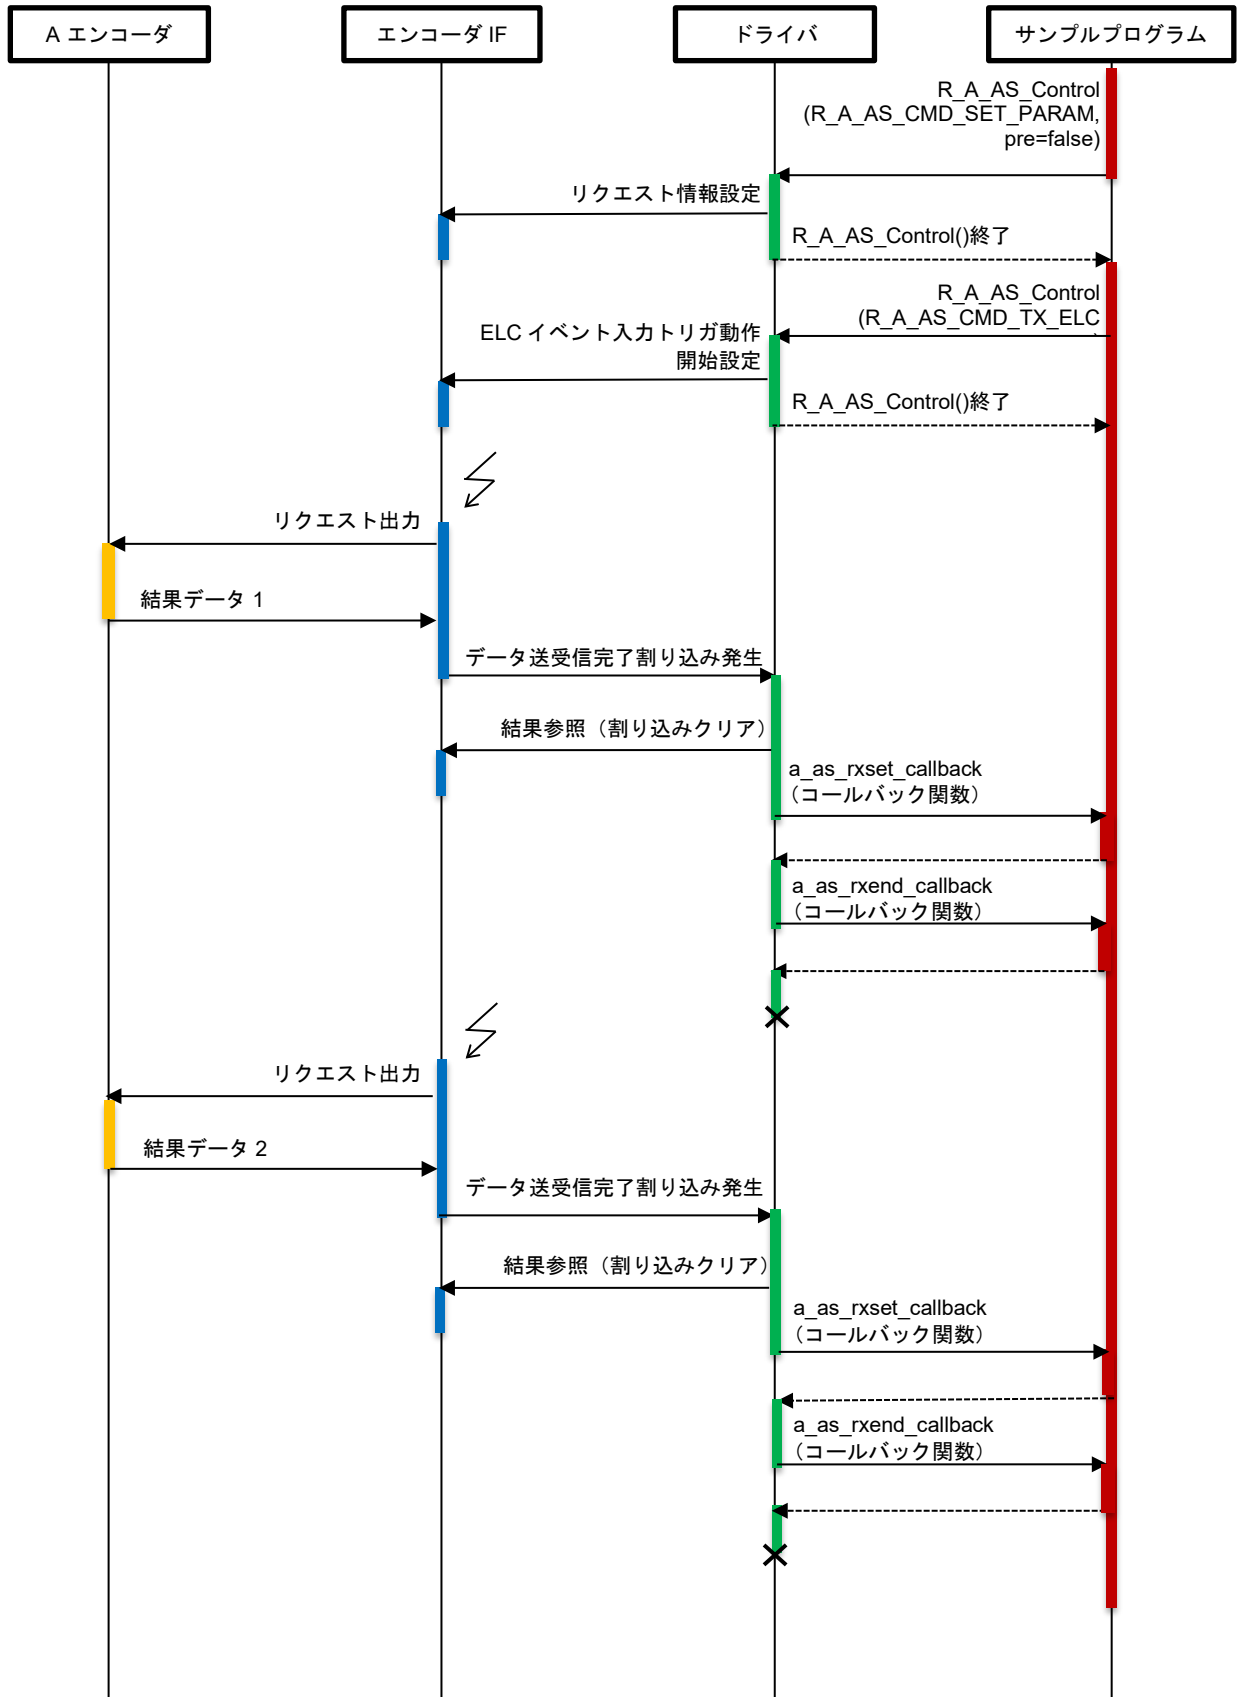 A エンコーダ
エンコーダ IF
ドライバ
サンプルプログラム
R_A_AS_Control
(R_A_AS_CMD_SET_PARAM,
pre=false)
リクエスト情報設定
R_A_AS_Control()終了
R_A_AS_Control
(R_A_AS_CMD_TX_ELC
ELC イベント入力トリガ動作
開始設定
R_A_AS_Control()終了
リクエスト出力
結果データ 1
データ送受信完了割り込み発生
結果参照（割り込みクリア）
a_as_rxset_callback
（コールバック関数）
a_as_rxend_callback
（コールバック関数）
リクエスト出力
結果データ 2
データ送受信完了割り込み発生
結果参照（割り込みクリア）
a_as_rxset_callback
（コールバック関数）
a_as_rxend_callback
（コールバック関数）